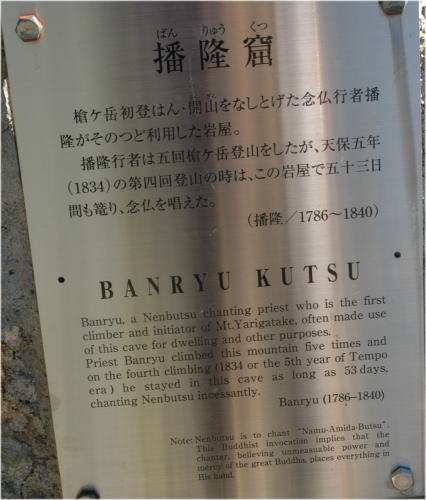 ばん りゅう くつ
播隆窟
槍ケ岳初登はん・開山をなしとげた念仏行者播
隆がそのつど利用した岩屋。
播隆行者は五回槍ケ岳登山をしたが、天保五年
(1834)の第四回登山の時は、この岩屋で五十三日
間も篭り、念仏を唱えた。
(播隆/1786~1840)
BANRYU KUTSU
Banryu, a Nenbutsu chanting priest who is the first
climber and initiator of Mt.Yarigatake, often made use
of this cave for dwelling and other purposes.
Priest Banryu climbed this mountain five times and
on the fourth climbing (1834 or the 5th year of Tempo
era) he stayed in this cave as long as 53 days,
chanting Nenbutsu incessantly.
Banryu (1786-1840)
Note: Nenbutsu is to chant "Namu-Amida-Butsu".
This Buddhist invocation implies that the
chanter, believing unmeasuable power and
mercy of the great Buddha, places everything in
His hand.